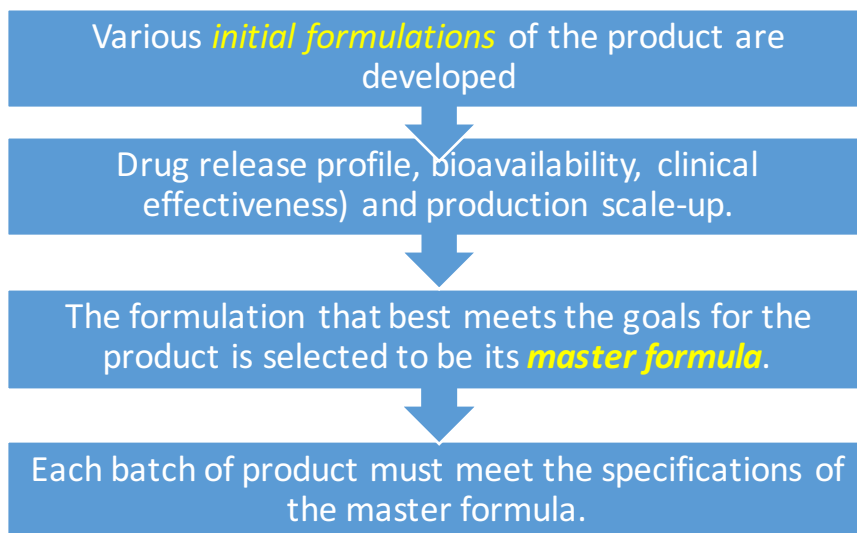 Various initial formulations of the product are
developed
Drug release profile, bioavailability, clinical
effectiveness) and production scale-up.
The formulation that best meets the goals for the
product is selected to be its master formula.
Each batch of product must meet the specifications of
the master formula.